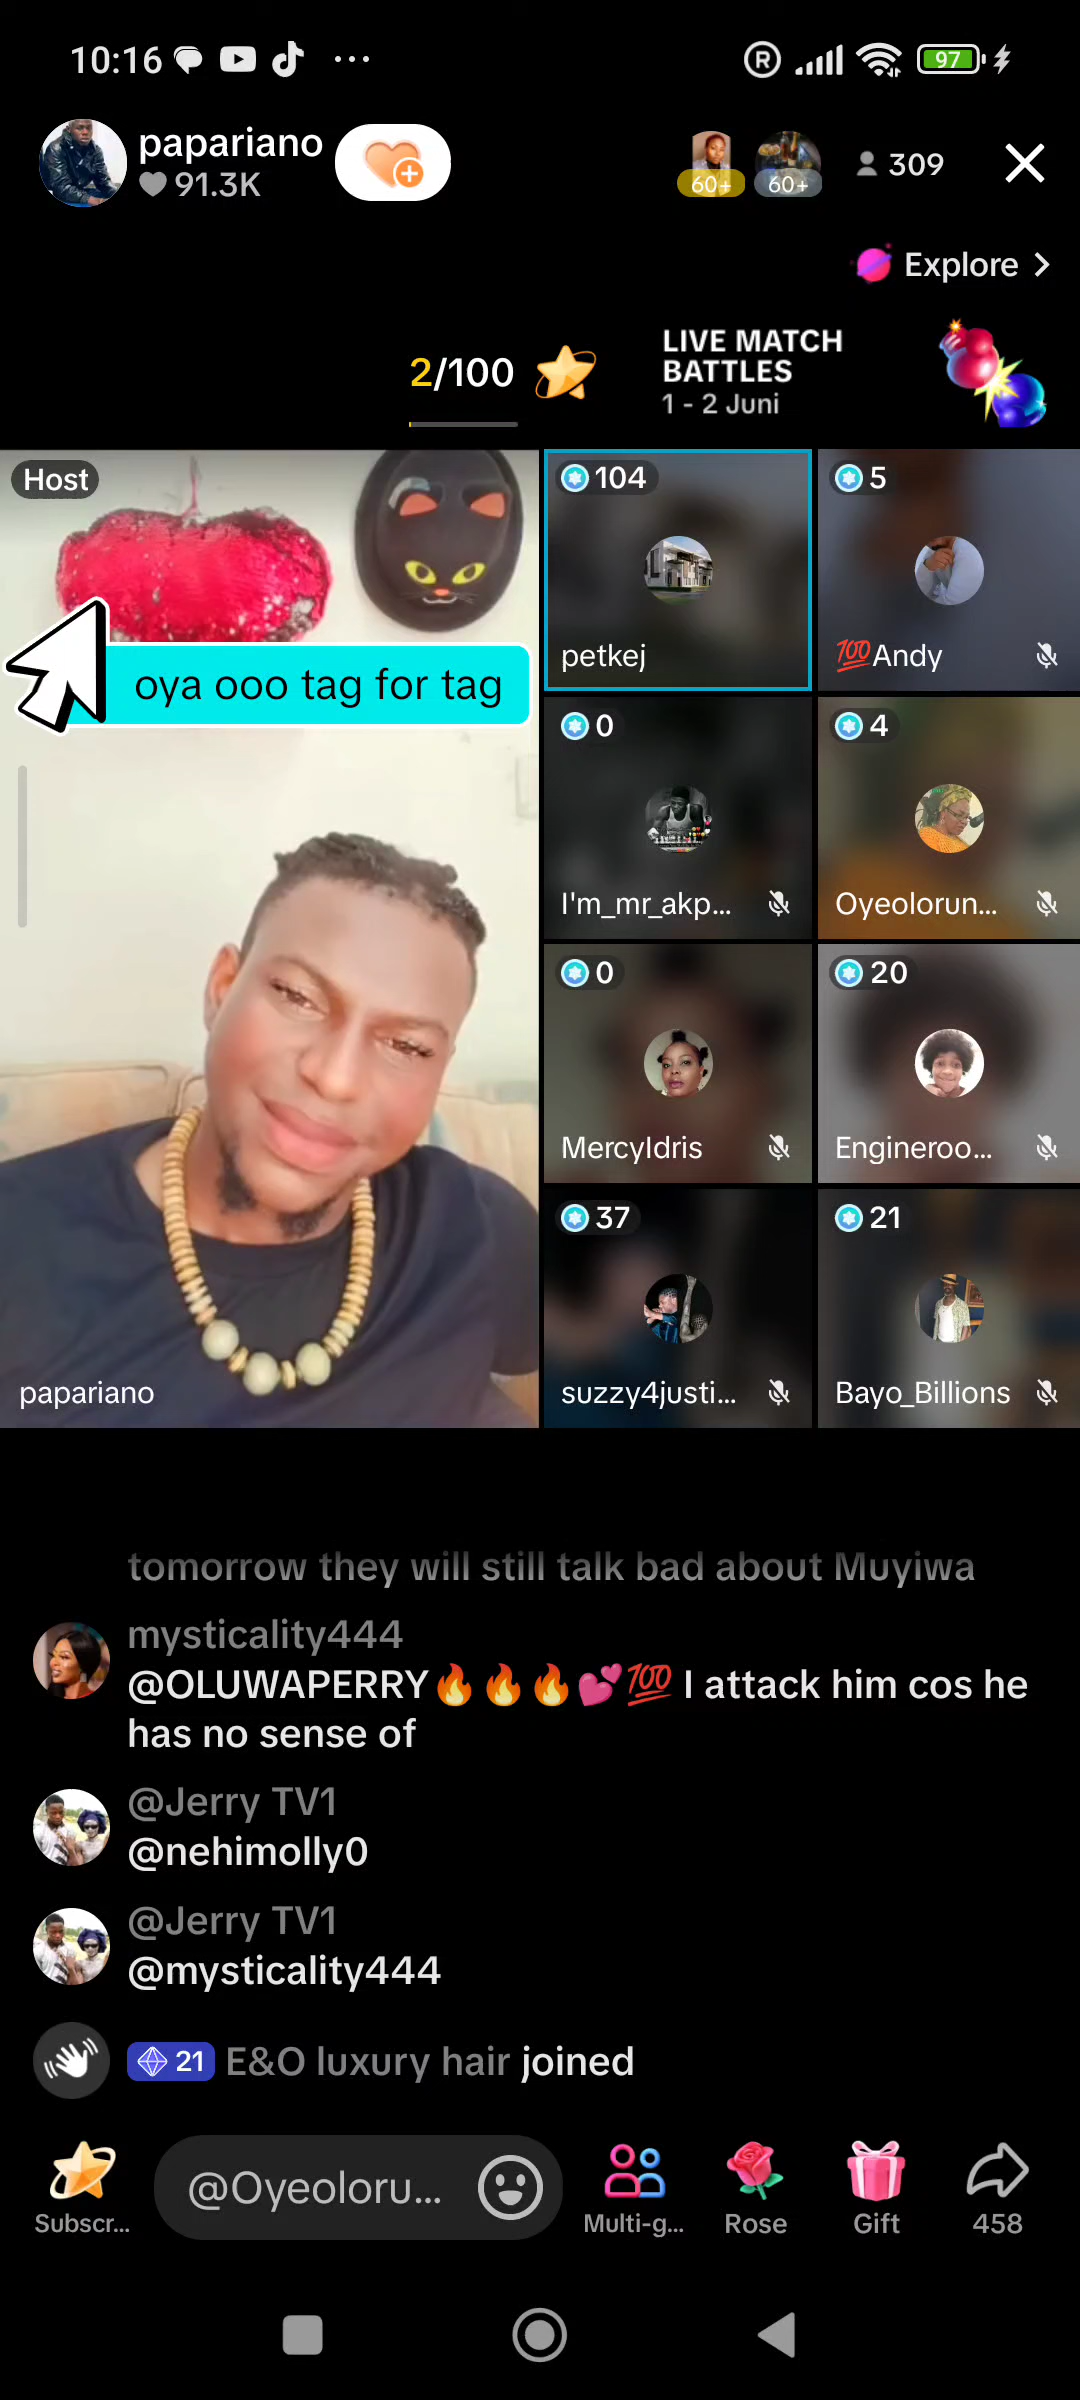 10:16
97
papariano
91.3K
60+
60+
309
Explore
2/100
LIVE MATCH
BATTLES
1 - 2 Juni
Host
oya ooo tag for tag
papariano
104
petkej
5
💯Andy
0
I'm_mr_akp...
4
Oyeolorun...
0
MercyIdris
20
Engineroo...
37
suzzy4justi...
21
Bayo_Billions
tomorrow they will still talk bad about Muyiwa
mysticality444
@OLUWAPERRY🔥🔥🔥💕💯 I attack him cos he
has no sense of
@Jerry TV1
@nehimolly0
@Jerry TV1
@mysticality444
21 E&O luxury hair joined
Subscr...
@Oyeoloru...
Multi-g...
Rose
Gift
458